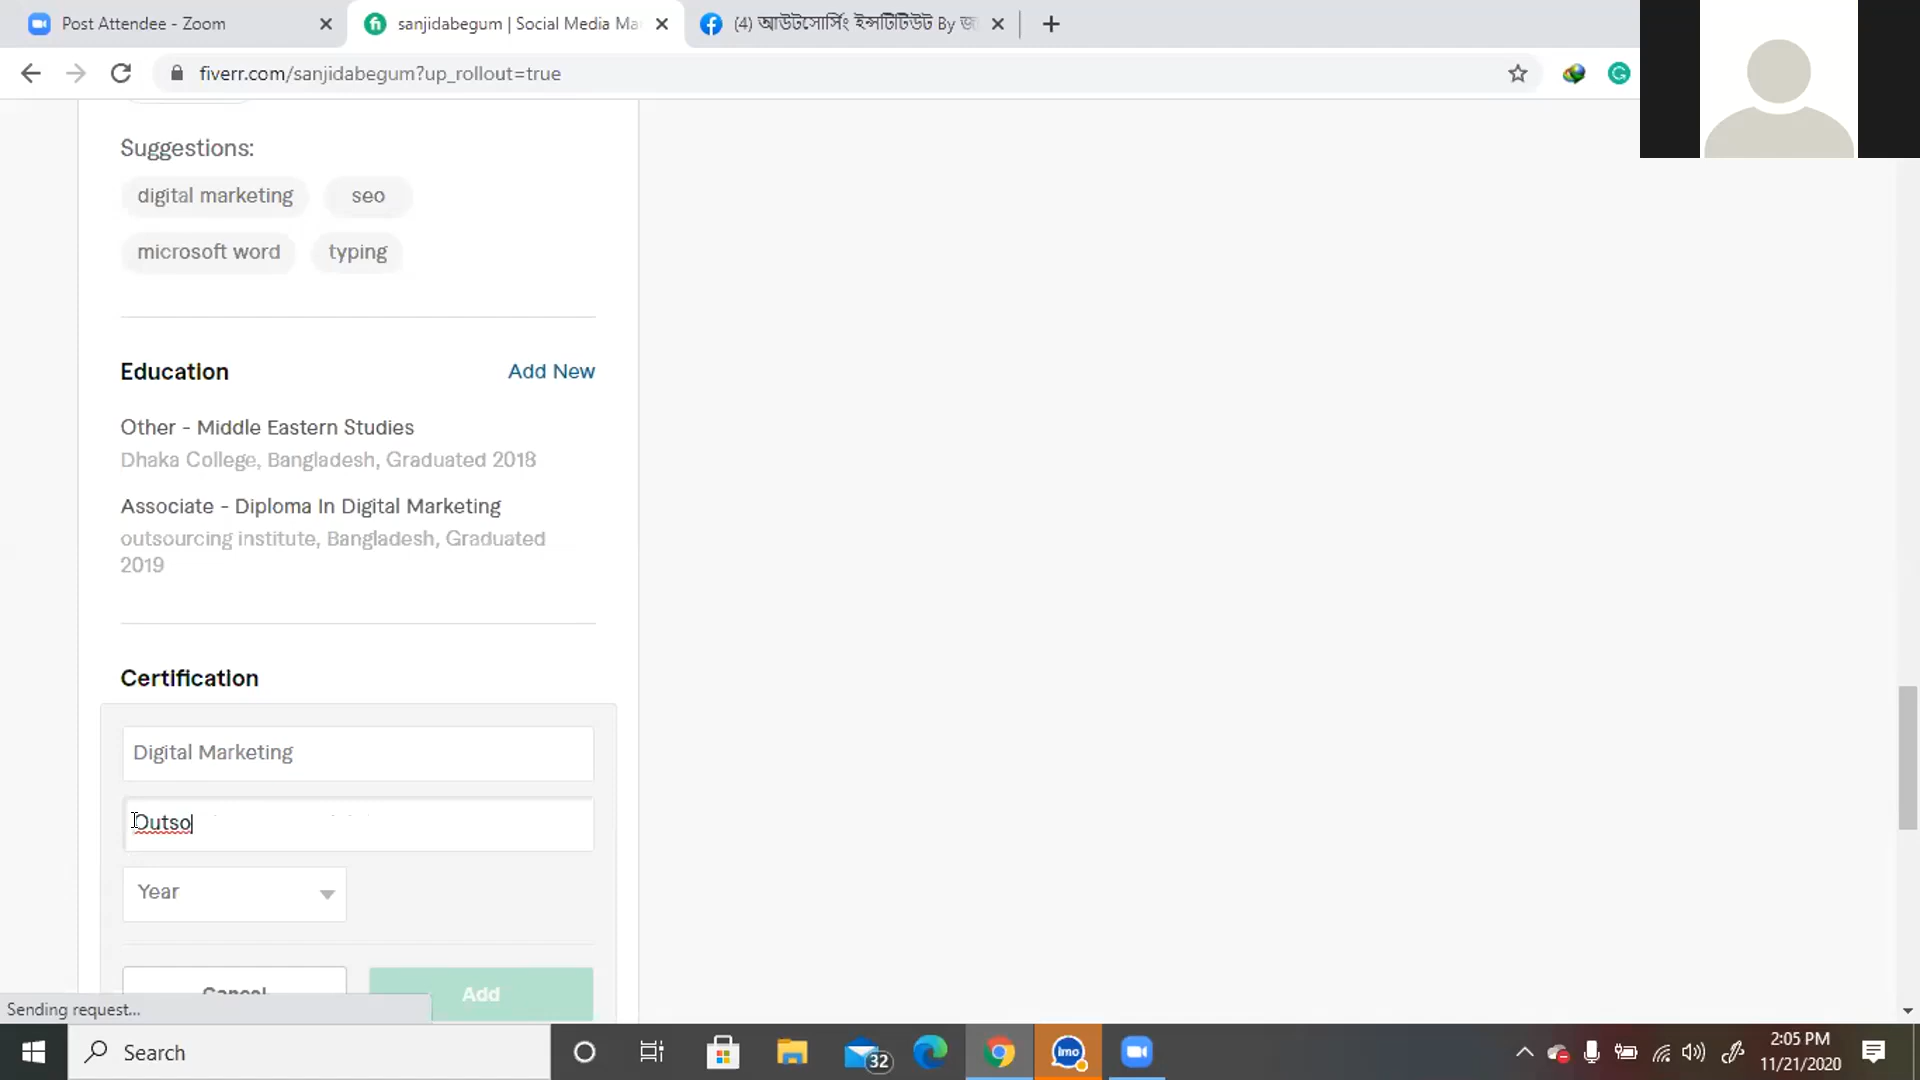 Post Attendee - Zoom
sanjidabegum | Social Media Ma
(4) আউটসোর্সিং ইন্সটিটিউট By জা
fiverr.com/sanjidabegum?up_rollout=true
Suggestions:
digital marketing
seo
microsoft word
typing
Education
Add New
Other - Middle Eastern Studies
Dhaka College, Bangladesh, Graduated 2018
Associate - Diploma In Digital Marketing
outsourcing institute, Bangladesh, Graduated
2019
Certification
Digital Marketing
Outso
Year
Cancel
Add
Sending request...
Search
32
imo
2:05 PM
11/21/2020